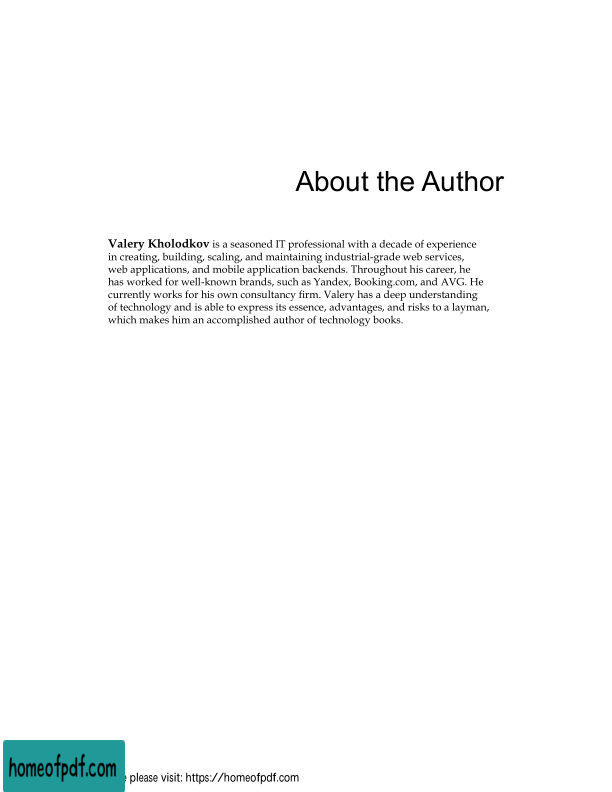 About the Author
Valery Kholodkov is a seasoned IT professional with a decade of experience
in creating, building, scaling, and maintaining industrial-grade web services,
web applications, and mobile application backends. Throughout his career, he
has worked for well-known brands, such as Yandex, Booking.com, and AVG. He
currently works for his own consultancy firm. Valery has a deep understanding
of technology and is able to express its essence, advantages, and risks to a layman,
which makes him an accomplished author of technology books.
homeofpdf.com
please visit: https://homeofpdf.com